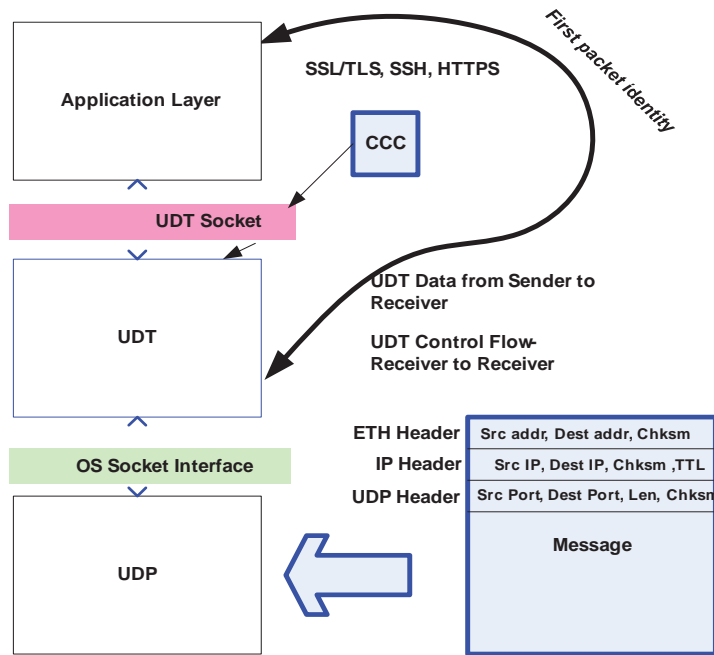 First packet identity
SSL/TLS, SSH, HTTPS
Application Layer
CCC
UDT Socket
UDT Data from Sender to
Receiver
UDT
UDT Control Flow-
Receiver to Receiver
ETH Header
Src addr, Dest addr, Chksm
OS Socket Interface
IP Header
Src IP, Dest IP, Chksm ,TTL
UDP Header
Src Port, Dest Port, Len, Chksm
Message
UDP